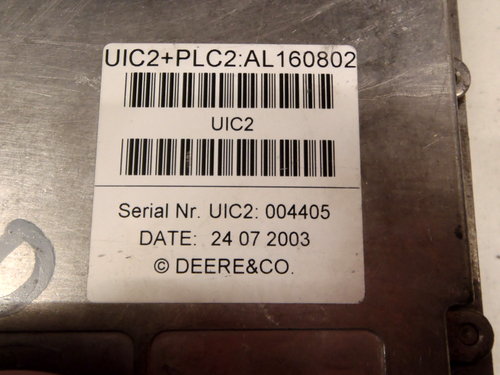 UIC2+PLC2:AL160802
UIC2
Serial Nr. UIC2: 004405
DATE: 24 07 2003
© DEERE&CO.